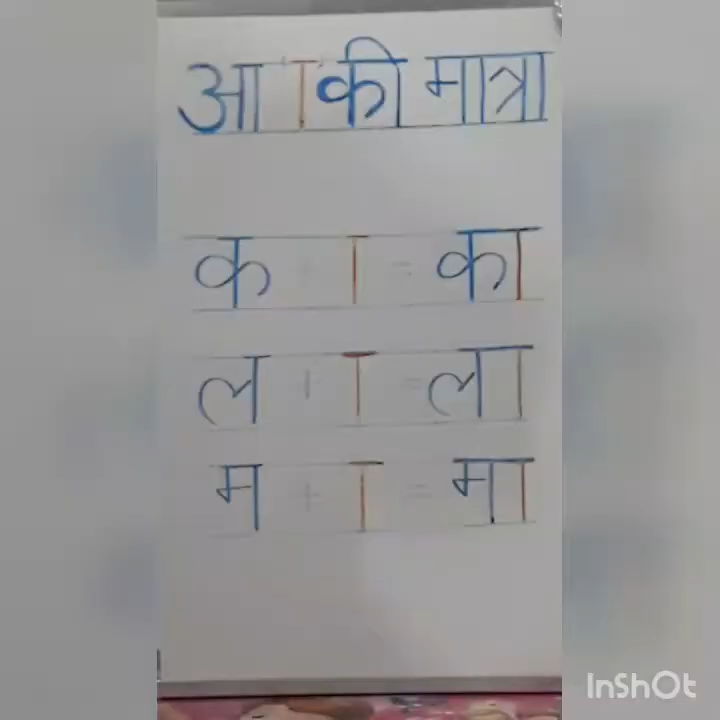 आ ा की मात्रा
क + ा = का
ल + ा = ला
म + ा = मा
InShOt